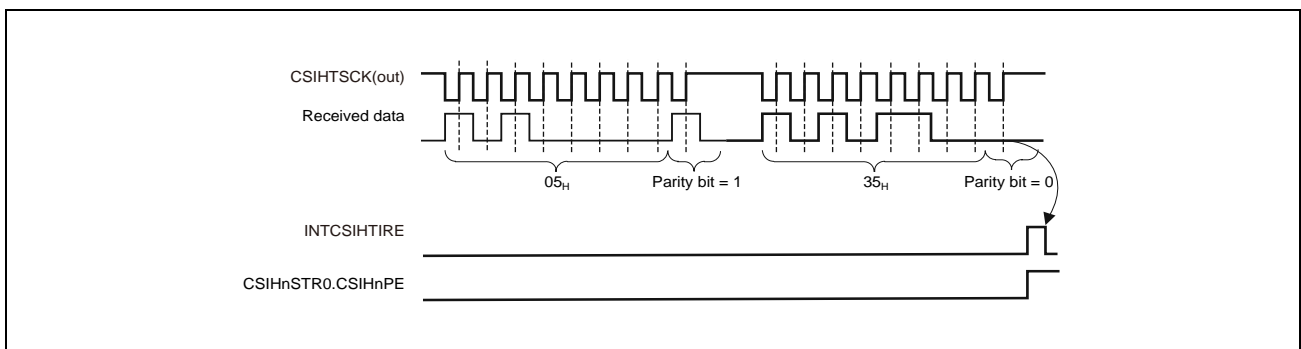 CSIHTSCK(out)
Received data
05H Parity bit = 1 35H Parity bit = 0
INTCSIHTIRE
CSIHnSTR0.CSIHnPE